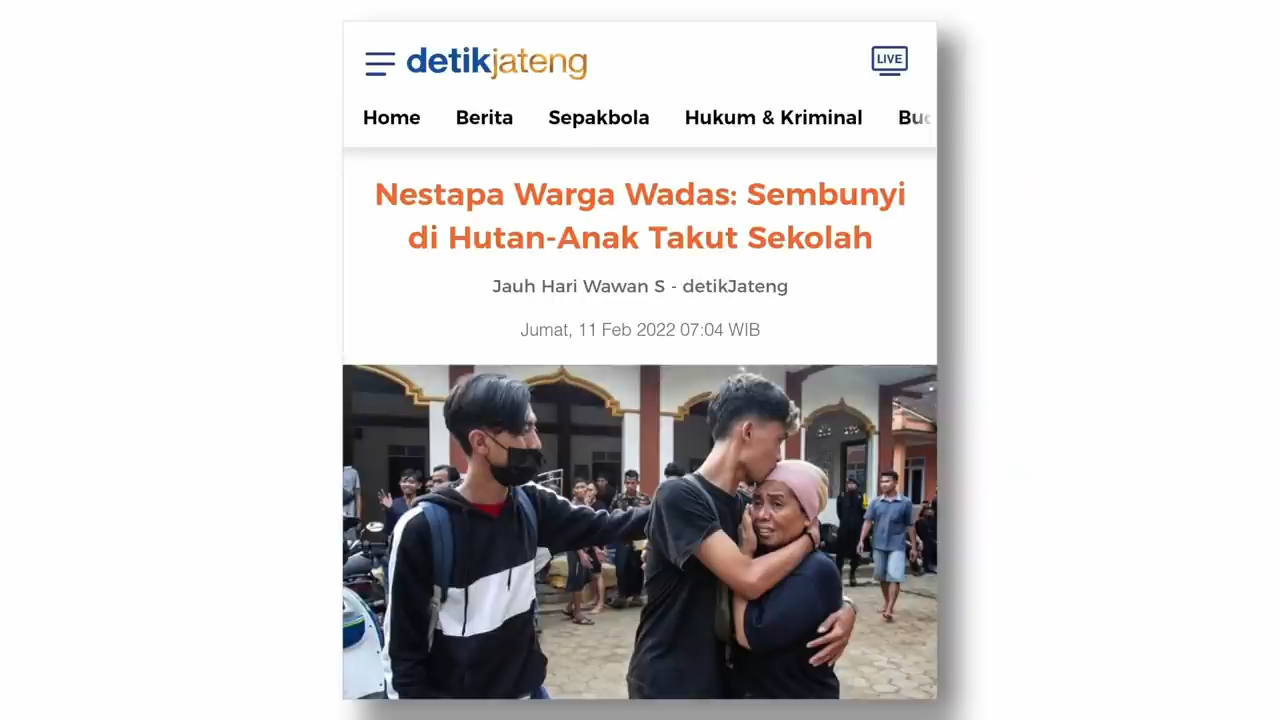 detikjateng
LIVE
Home Berita Sepakbola Hukum & Kriminal
Nestapa Warga Wadas: Sembunyi
di Hutan-Anak Takut Sekolah
Jauh Hari Wawan S - detikJateng
Jumat, 11 Feb 2022 07:04 WIB